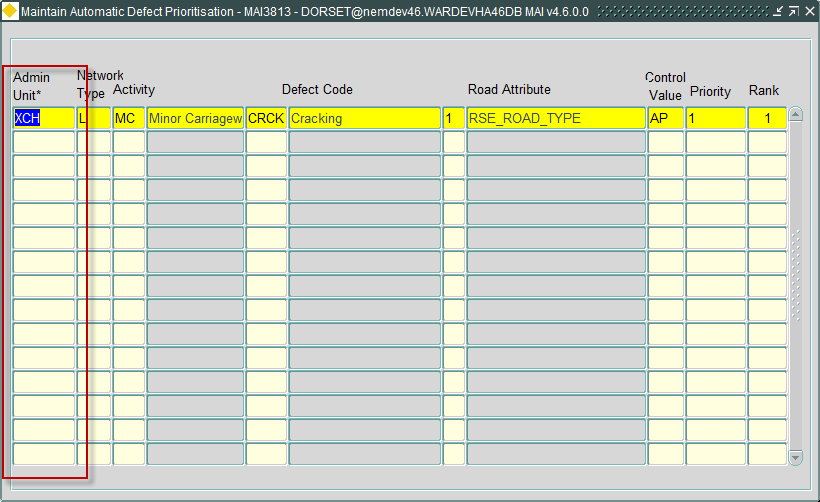 Maintain Automatic Defect Prioritisation - MAI3813 - DORSET@nemdev46.WARDEVHA46DB MAI v4.6.0.0
Admin Unit* Network Type Activity Defect Code Road Attribute Control Value Priority Rank
XCH L MC Minor Carriagew CRCK Cracking 1 RSE_ROAD_TYPE AP 1 1